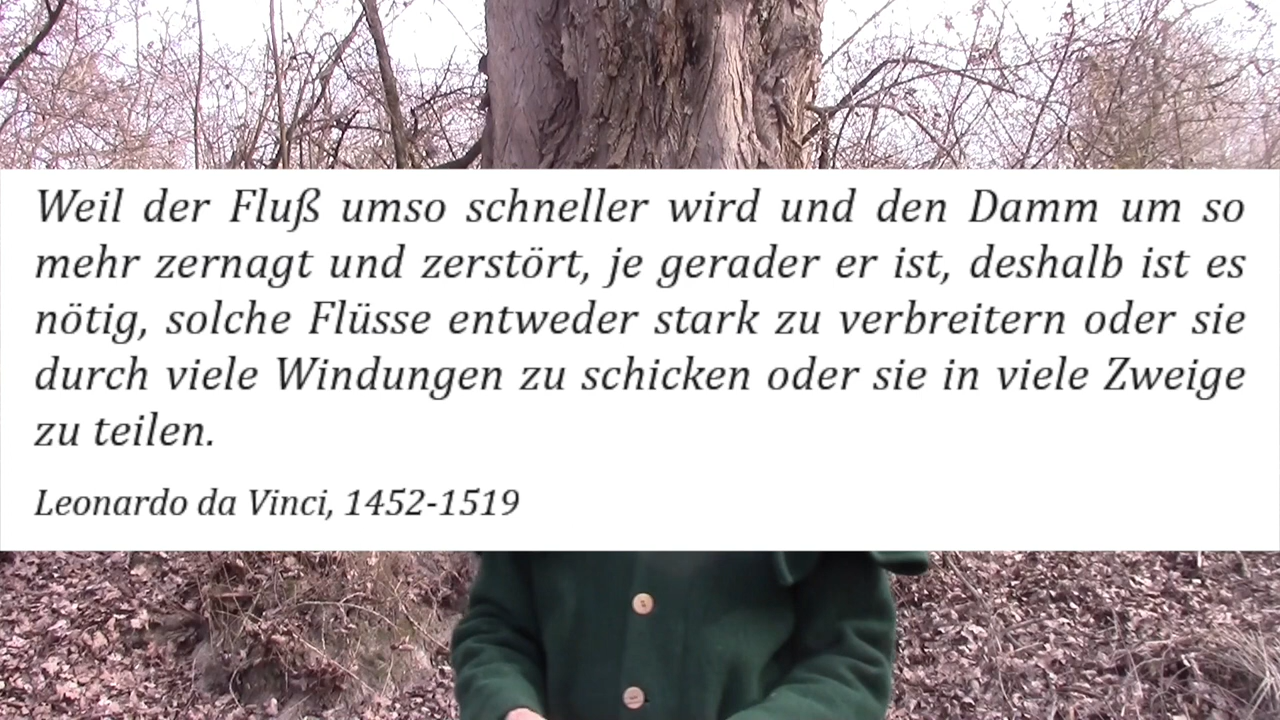 Weil der Fluß umso schneller wird und den Damm um so
mehr zernagt und zerstört, je gerader er ist, deshalb ist es
nötig, solche Flüsse entweder stark zu verbreitern oder sie
durch viele Windungen zu schicken oder sie in viele Zweige
zu teilen.
Leonardo da Vinci, 1452-1519